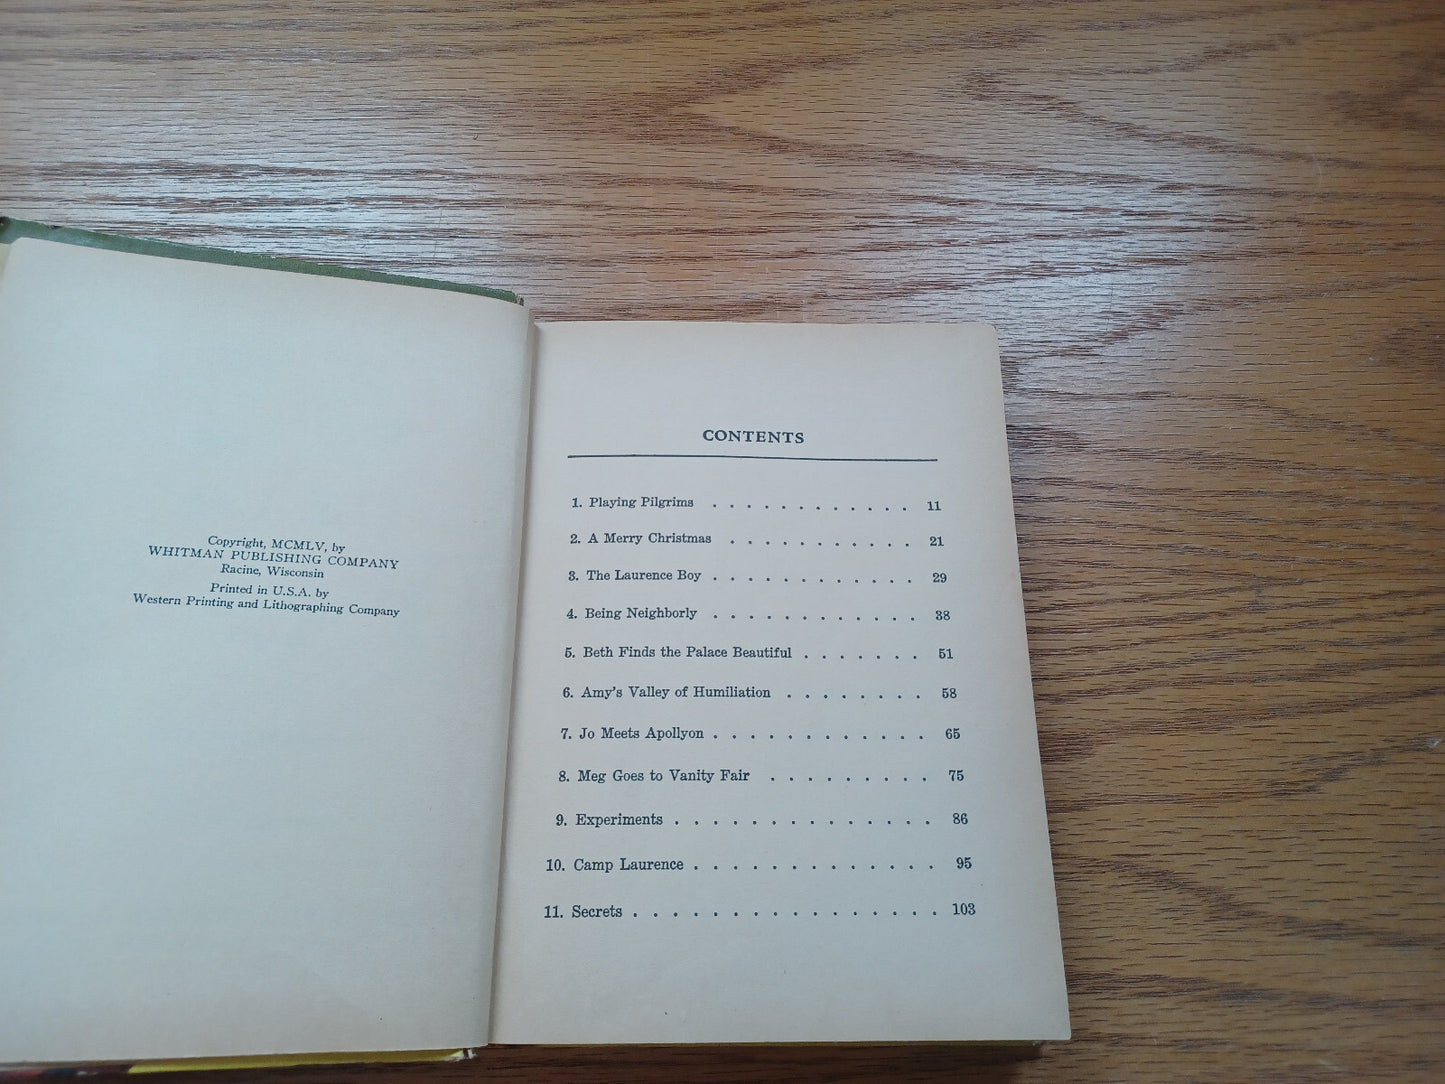 Copyright, MCMLV, by
WHITMAN PUBLISHING COMPANY
Racine, Wisconsin
Printed in U.S.A. by
Western Printing and Lithographing Company
CONTENTS
1. Playing Pilgrims . . . . . . . . . . . . 11
2. A Merry Christmas . . . . . . . . . . . 21
3. The Laurence Boy . . . . . . . . . . . . 29
4. Being Neighborly . . . . . . . . . . . . 38
5. Beth Finds the Palace Beautiful . . . . . . . 51
6. Amy's Valley of Humiliation . . . . . . . . 58
7. Jo Meets Apollyon . . . . . . . . . . . . 65
8. Meg Goes to Vanity Fair . . . . . . . . . 75
9. Experiments . . . . . . . . . . . . . . 86
10. Camp Laurence . . . . . . . . . . . . . 95
11. Secrets . . . . . . . . . . . . . . . . 103